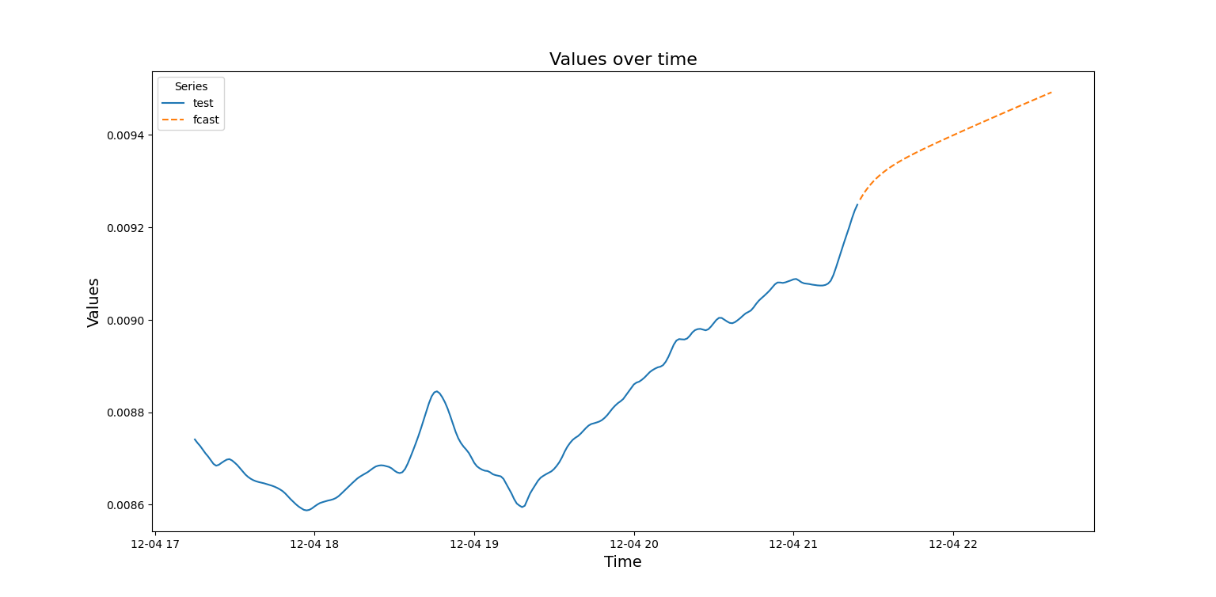 Values over time
Series
test
fcast
0.0094
0.0092
0.0090
0.0088
0.0086
Values
12-04 17
12-04 18
12-04 19
12-04 20
12-04 21
12-04 22
Time